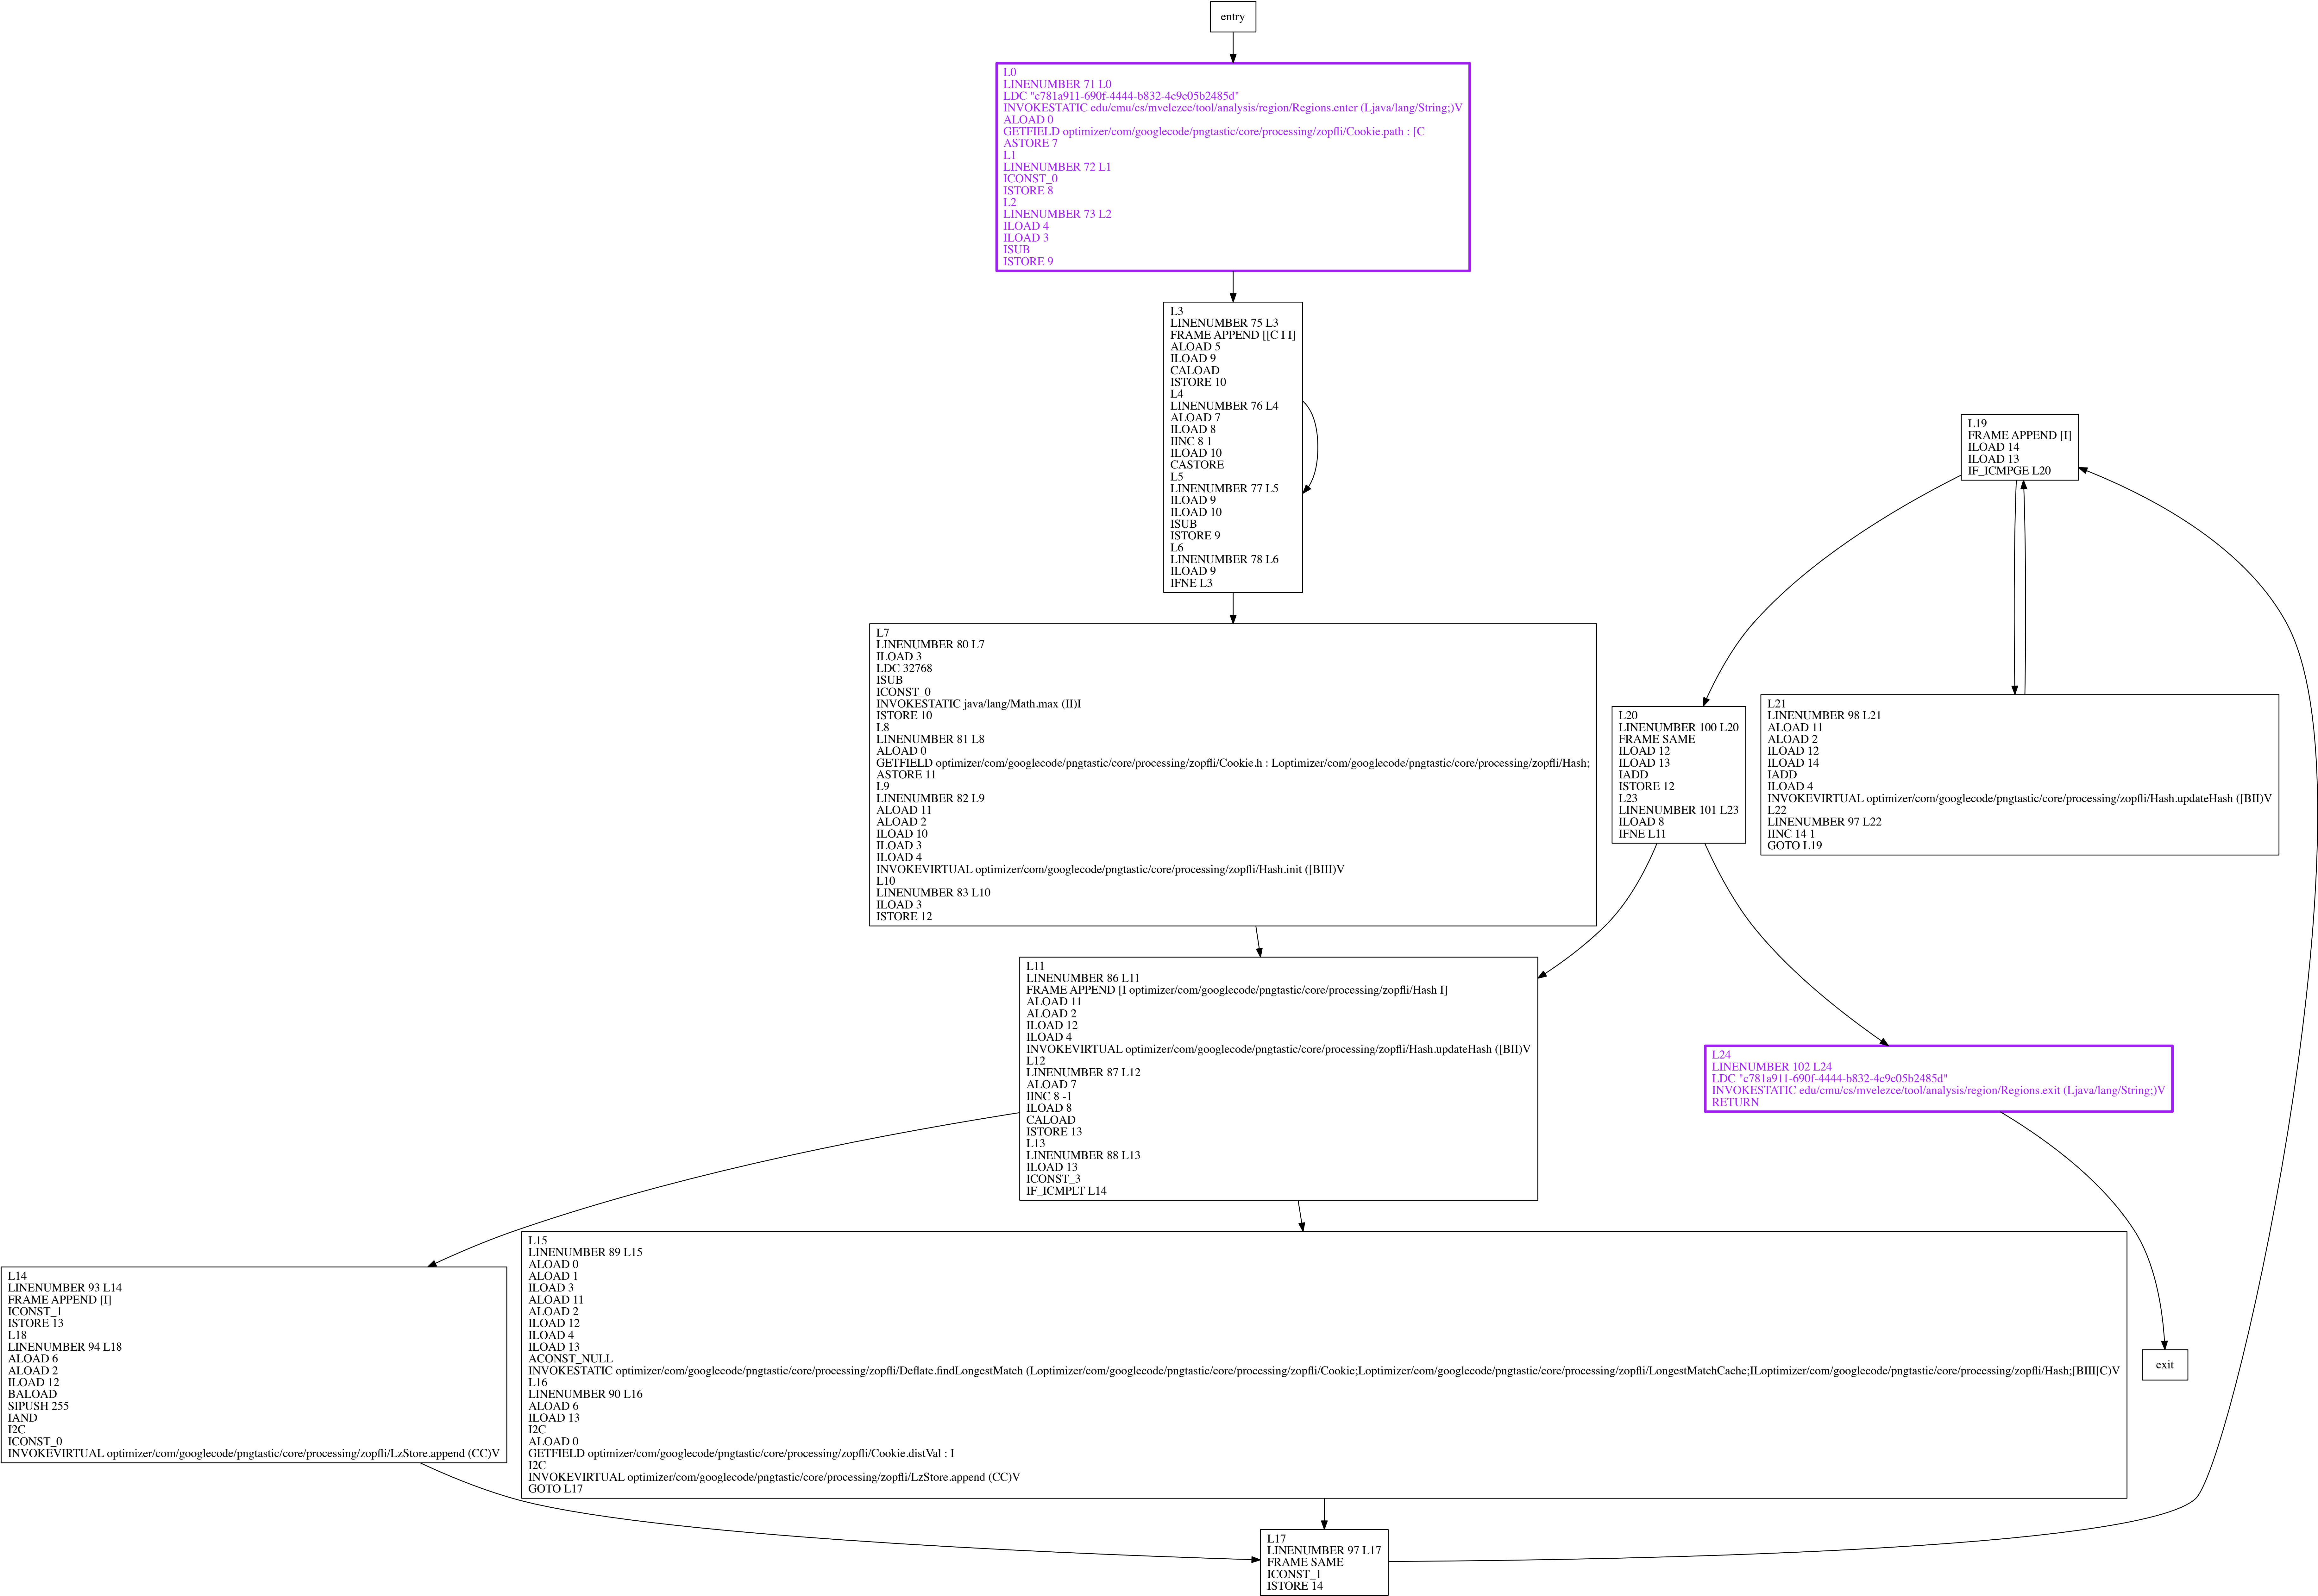 entry
L0
LINENUMBER 71 L0
LDC "c781a911-690f-4444-b832-4c9c05b2485d"
INVOKESTATIC edu/cmu/cs/mvelezce/tool/analysis/region/Regions.enter (Ljava/lang/String;)V
ALOAD 0
GETFIELD optimizer/com/googlecode/pngtastic/core/processing/zopfli/Cookie.path : [C
ASTORE 7
L1
LINENUMBER 72 L1
ICONST_0
ISTORE 8
L2
LINENUMBER 73 L2
ILOAD 4
ILOAD 3
ISUB
ISTORE 9
L3
LINENUMBER 75 L3
FRAME APPEND [[C I I]
ALOAD 5
ILOAD 9
CALOAD
ISTORE 10
L4
LINENUMBER 76 L4
ALOAD 7
ILOAD 8
IINC 8 1
ILOAD 10
CASTORE
L5
LINENUMBER 77 L5
ILOAD 9
ILOAD 10
ISUB
ISTORE 9
L6
LINENUMBER 78 L6
ILOAD 9
IFNE L3
L19
FRAME APPEND [I]
ILOAD 14
ILOAD 13
IF_ICMPGE L20
L7
LINENUMBER 80 L7
ILOAD 3
LDC 32768
ISUB
ICONST_0
INVOKESTATIC java/lang/Math.max (II)I
ISTORE 10
L8
LINENUMBER 81 L8
ALOAD 0
GETFIELD optimizer/com/googlecode/pngtastic/core/processing/zopfli/Cookie.h : Loptimizer/com/googlecode/pngtastic/core/processing/zopfli/Hash;
ASTORE 11
L9
LINENUMBER 82 L9
ALOAD 11
ALOAD 2
ILOAD 10
ILOAD 3
ILOAD 4
INVOKEVIRTUAL optimizer/com/googlecode/pngtastic/core/processing/zopfli/Hash.init ([BIII)V
L10
LINENUMBER 83 L10
ILOAD 3
ISTORE 12
L20
LINENUMBER 100 L20
FRAME SAME
ILOAD 12
ILOAD 13
IADD
ISTORE 12
L23
LINENUMBER 101 L23
ILOAD 8
IFNE L11
L21
LINENUMBER 98 L21
ALOAD 11
ALOAD 2
ILOAD 12
ILOAD 14
IADD
ILOAD 4
INVOKEVIRTUAL optimizer/com/googlecode/pngtastic/core/processing/zopfli/Hash.updateHash ([BII)V
L22
LINENUMBER 97 L22
IINC 14 1
GOTO L19
L11
LINENUMBER 86 L11
FRAME APPEND [I optimizer/com/googlecode/pngtastic/core/processing/zopfli/Hash I]
ALOAD 11
ALOAD 2
ILOAD 12
ILOAD 4
INVOKEVIRTUAL optimizer/com/googlecode/pngtastic/core/processing/zopfli/Hash.updateHash ([BII)V
L12
LINENUMBER 87 L12
ALOAD 7
IINC 8 -1
ILOAD 8
CALOAD
ISTORE 13
L13
LINENUMBER 88 L13
ILOAD 13
ICONST_3
IF_ICMPLT L14
L24
LINENUMBER 102 L24
LDC "c781a911-690f-4444-b832-4c9c05b2485d"
INVOKESTATIC edu/cmu/cs/mvelezce/tool/analysis/region/Regions.exit (Ljava/lang/String;)V
RETURN
L14
LINENUMBER 93 L14
FRAME APPEND [I]
ICONST_1
ISTORE 13
L18
LINENUMBER 94 L18
ALOAD 6
ALOAD 2
ILOAD 12
BALOAD
SIPUSH 255
IAND
I2C
ICONST_0
INVOKEVIRTUAL optimizer/com/googlecode/pngtastic/core/processing/zopfli/LzStore.append (CC)V
L15
LINENUMBER 89 L15
ALOAD 0
ALOAD 1
ILOAD 3
ALOAD 11
ALOAD 2
ILOAD 12
ILOAD 4
ILOAD 13
ACONST_NULL
INVOKESTATIC optimizer/com/googlecode/pngtastic/core/processing/zopfli/Deflate.findLongestMatch (Loptimizer/com/googlecode/pngtastic/core/processing/zopfli/Cookie;Loptimizer/com/googlecode/pngtastic/core/processing/zopfli/LongestMatchCache;ILoptimizer/com/googlecode/pngtastic/core/processing/zopfli/Hash;[BIII[C)V
L16
LINENUMBER 90 L16
ALOAD 6
ILOAD 13
I2C
ALOAD 0
GETFIELD optimizer/com/googlecode/pngtastic/core/processing/zopfli/Cookie.distVal : I
I2C
INVOKEVIRTUAL optimizer/com/googlecode/pngtastic/core/processing/zopfli/LzStore.append (CC)V
GOTO L17
exit
L17
LINENUMBER 97 L17
FRAME SAME
ICONST_1
ISTORE 14